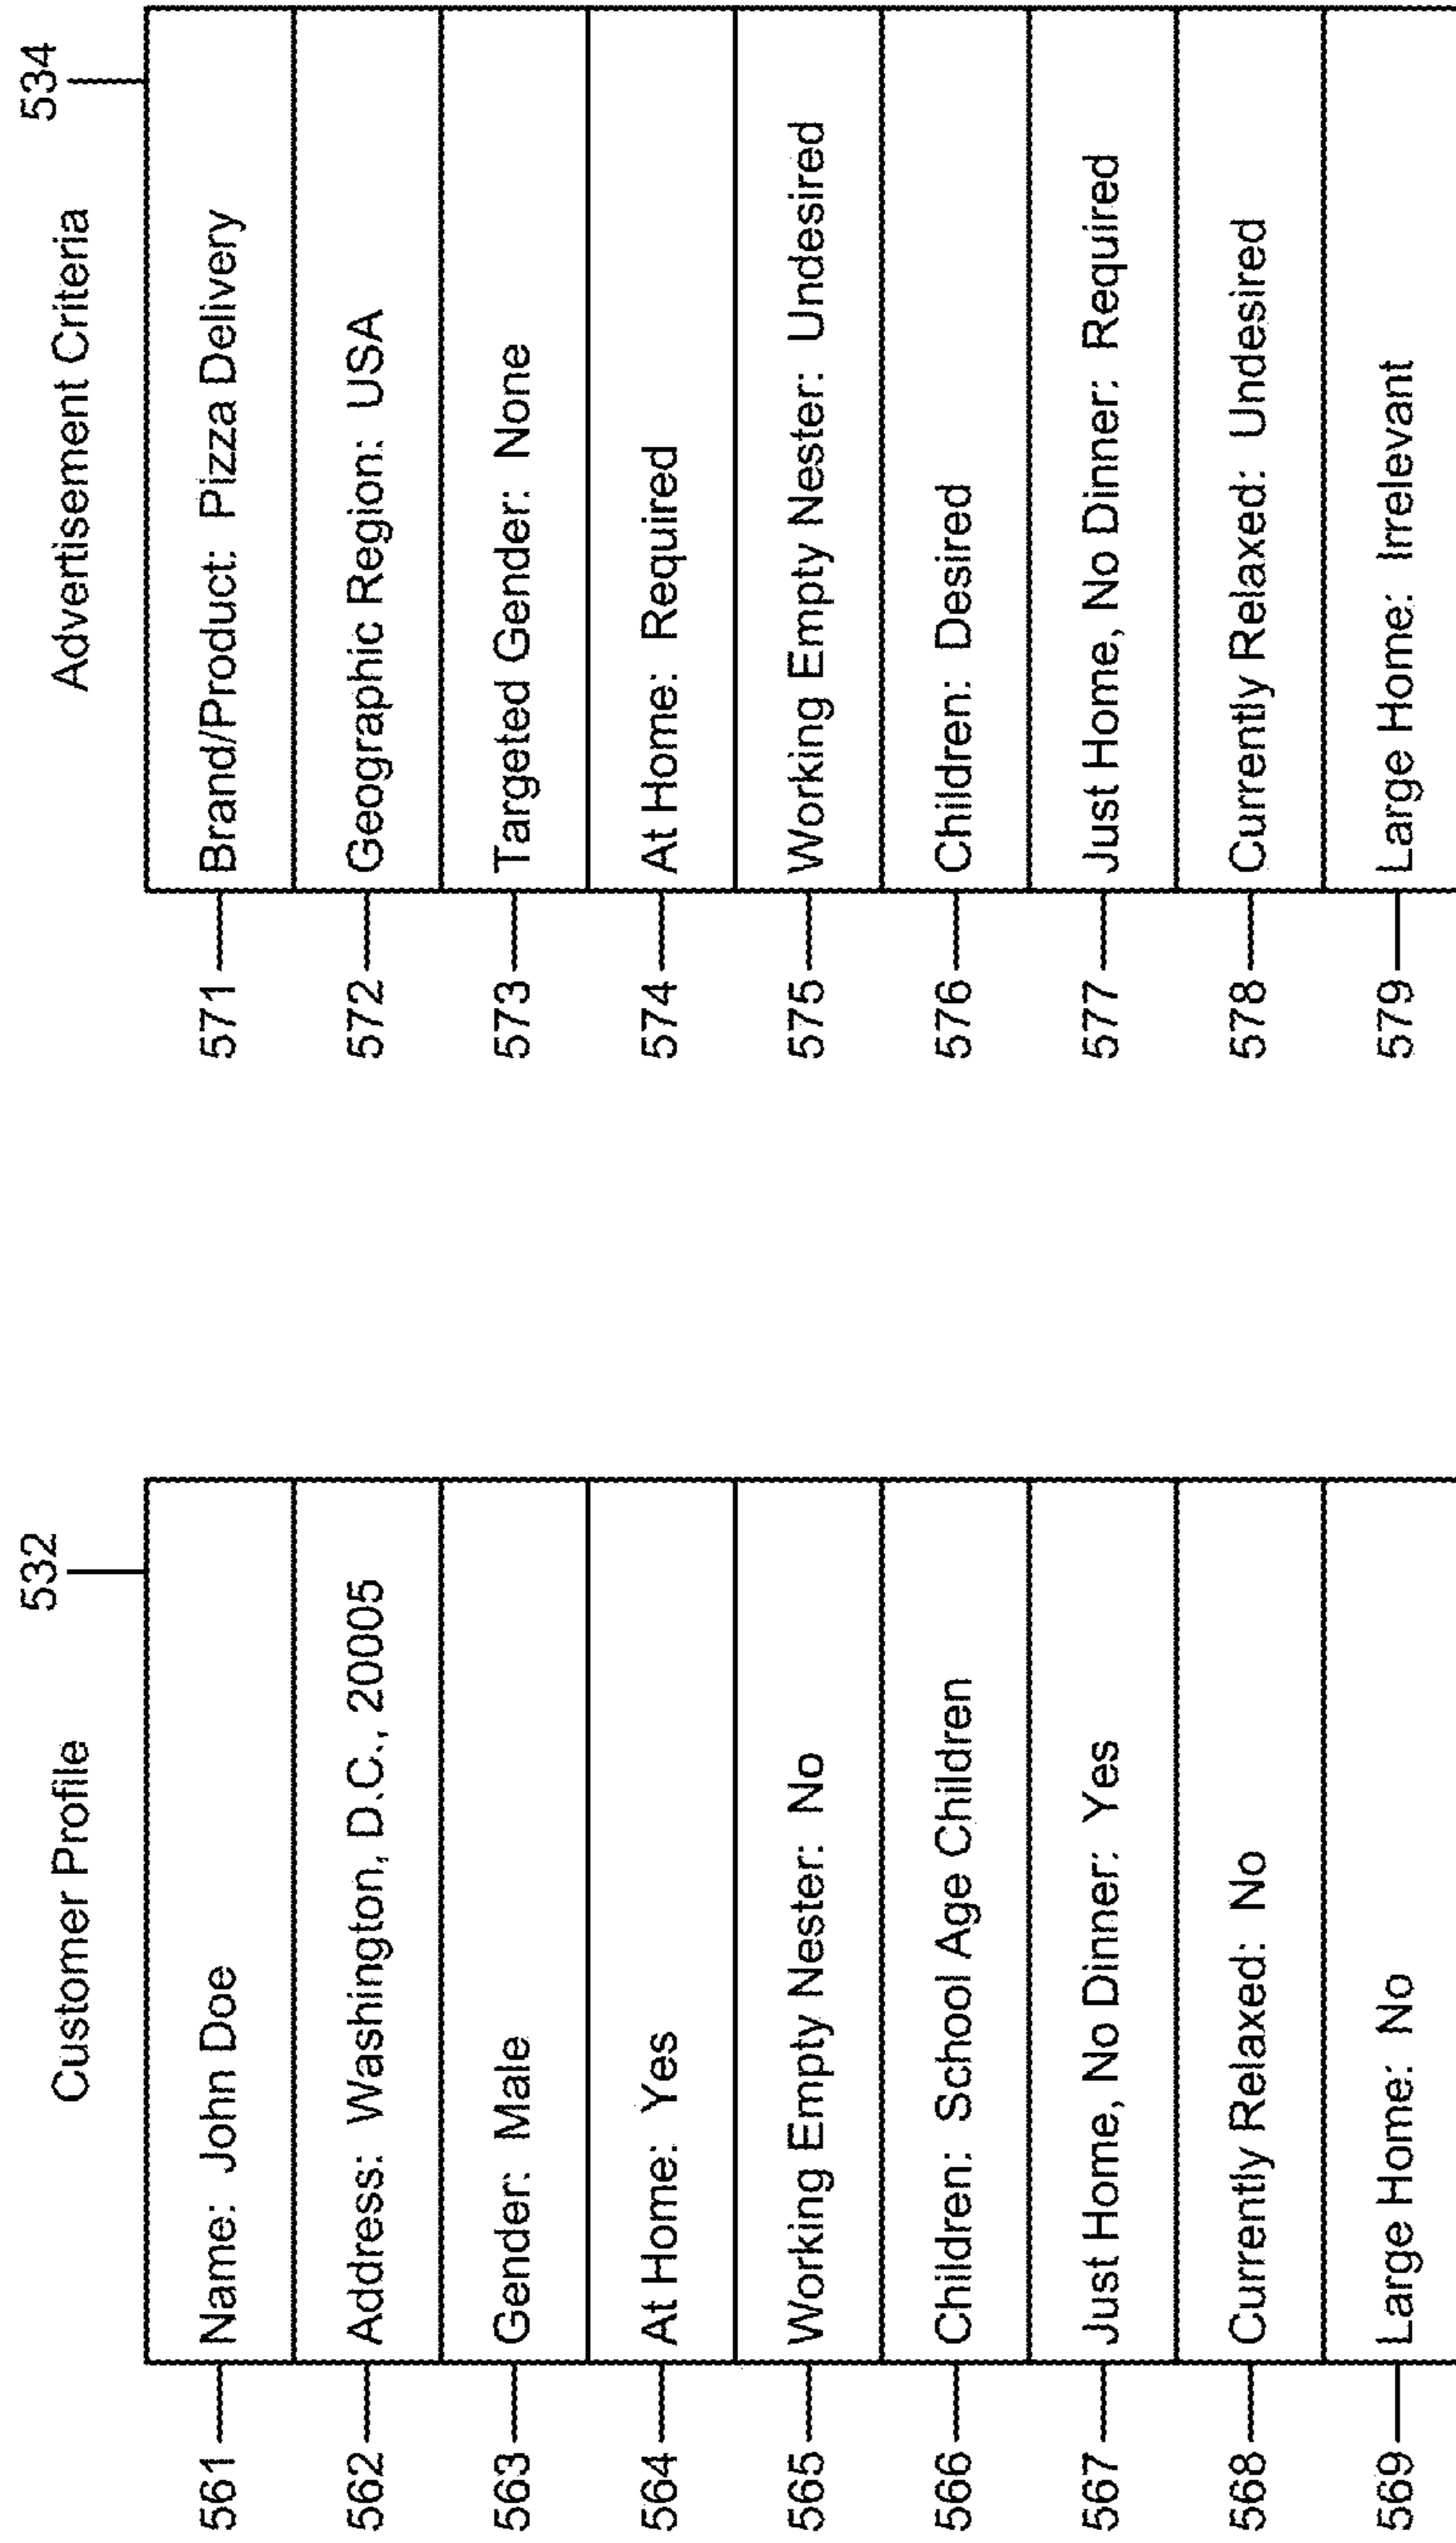 Customer Profile
532
561 Name: John Doe
562 Address: Washington, D.C., 20005
563 Gender: Male
564 At Home: Yes
565 Working Empty Nester: No
566 Children: School Age Children
567 Just Home, No Dinner: Yes
568 Currently Relaxed: No
569 Large Home: No
Advertisement Criteria
534
571 Brand/Product: Pizza Delivery
572 Geographic Region: USA
573 Targeted Gender: None
574 At Home: Required
575 Working Empty Nester: Undesired
576 Children: Desired
577 Just Home, No Dinner: Required
578 Currently Relaxed: Undesired
579 Large Home: Irrelevant